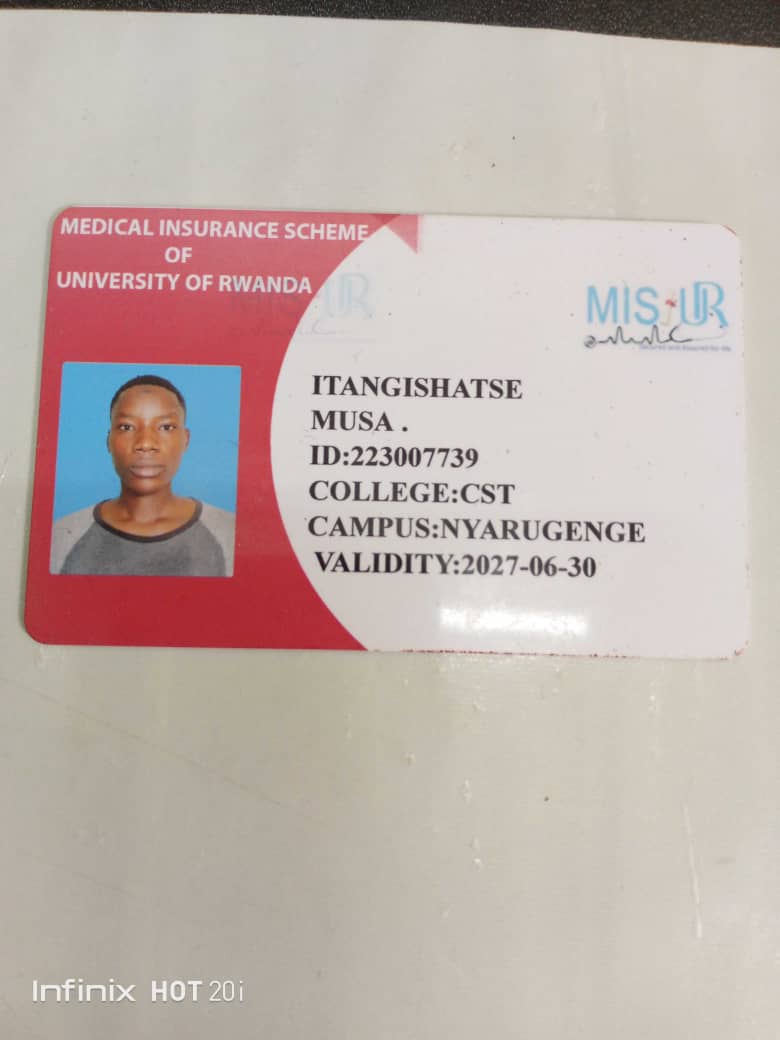 MEDICAL INSURANCE SCHEME
OF
UNIVERSITY OF RWANDA
MIS UR
ITANGISHATSE
MUSA .
ID:223007739
COLLEGE:CST
CAMPUS:NYARUGENGE
VALIDITY:2027-06-30
Infinix HOT 20i